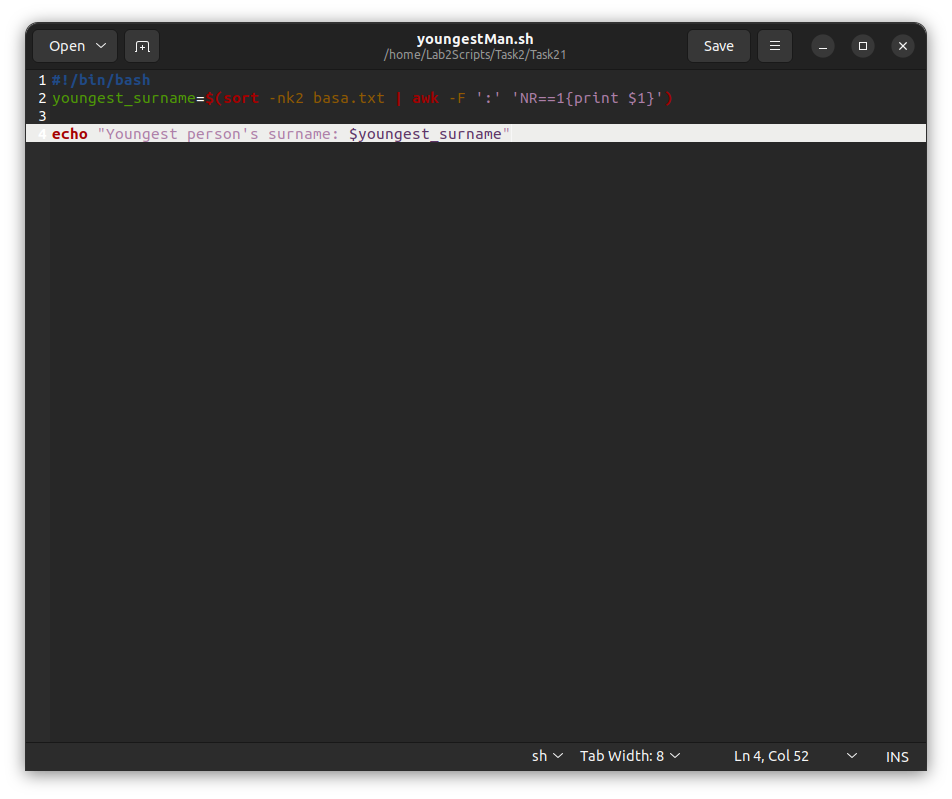 Open
youngestMan.sh
/home/Lab2Scripts/Task2/Task21
Save
1 #!/bin/bash
2 youngest_surname=$(sort -nk2 basa.txt | awk -F ':' 'NR==1{print $1}')
3
4 echo "Youngest person's surname: $youngest_surname"
sh Tab Width: 8 Ln 4, Col 52 INS